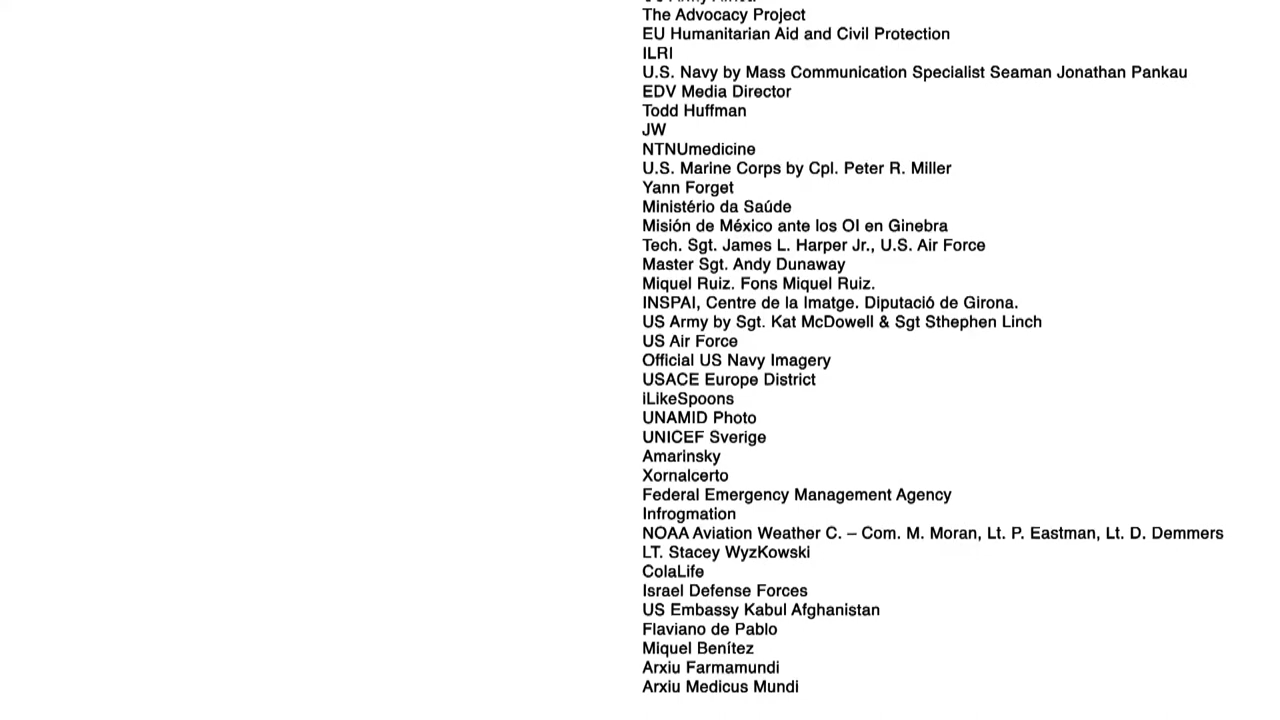 The Advocacy Project
EU Humanitarian Aid and Civil Protection
ILRI
U.S. Navy by Mass Communication Specialist Seaman Jonathan Pankau
EDV Media Director
Todd Huffman
JW
NTNUmedicine
U.S. Marine Corps by Cpl. Peter R. Miller
Yann Forget
Ministério da Saúde
Misión de México ante los OI en Ginebra
Tech. Sgt. James L. Harper Jr., U.S. Air Force
Master Sgt. Andy Dunaway
Miquel Ruiz. Fons Miquel Ruiz.
INSPAI, Centre de la Imatge. Diputació de Girona.
US Army by Sgt. Kat McDowell & Sgt Sthephen Linch
US Air Force
Official US Navy Imagery
USACE Europe District
iLikeSpoons
UNAMID Photo
UNICEF Sverige
Amarinsky
Xornalcerto
Federal Emergency Management Agency
Infrogmation
NOAA Aviation Weather C. – Com. M. Moran, Lt. P. Eastman, Lt. D. Demmers
LT. Stacey WyzKowski
ColaLife
Israel Defense Forces
US Embassy Kabul Afghanistan
Flaviano de Pablo
Miquel Benítez
Arxiu Farmamundi
Arxiu Medicus Mundi